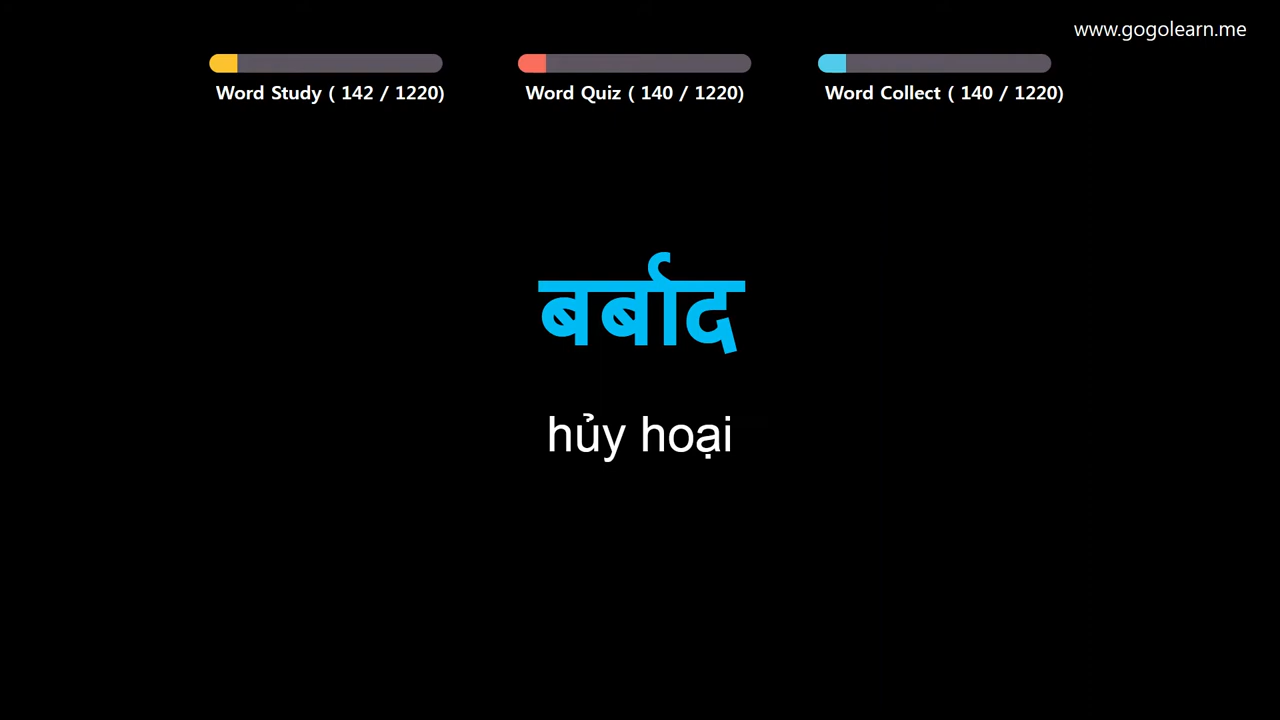 www.gogolearn.me
Word Study ( 142 / 1220)
Word Quiz ( 140 / 1220)
Word Collect ( 140 / 1220)
बर्बाद
hủy hoại